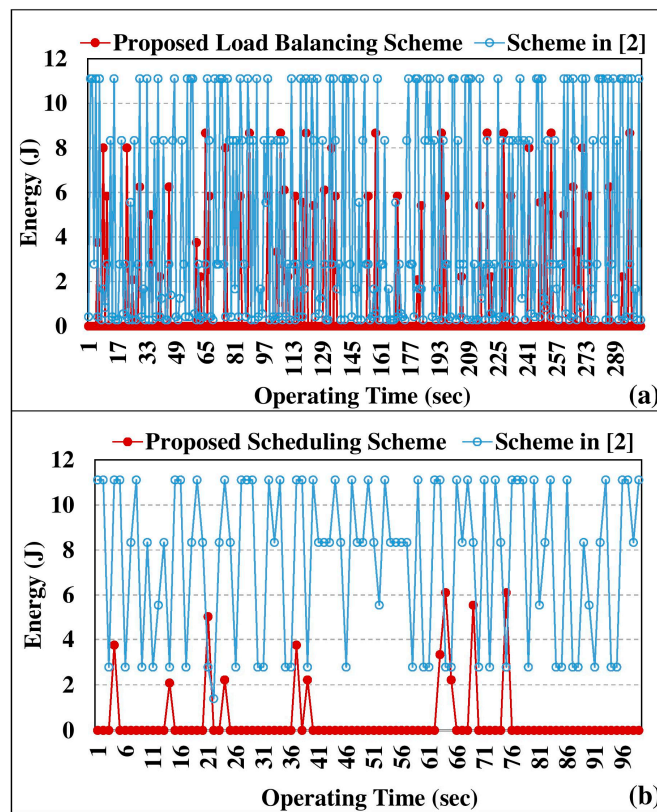 Proposed Load Balancing Scheme Scheme in [2]
12
10
8
6
4
2
0
Energy (J)
1 17 33 49 65 81 97 113 129 145 161 177 193 209 225 241 257 273 289
Operating Time (sec)
(a)
Proposed Scheduling Scheme Scheme in [2]
12
10
8
6
4
2
0
Energy (J)
1 6 11 16 21 26 31 36 41 46 51 56 61 66 71 76 81 86 91 96
Operating Time (sec)
(b)